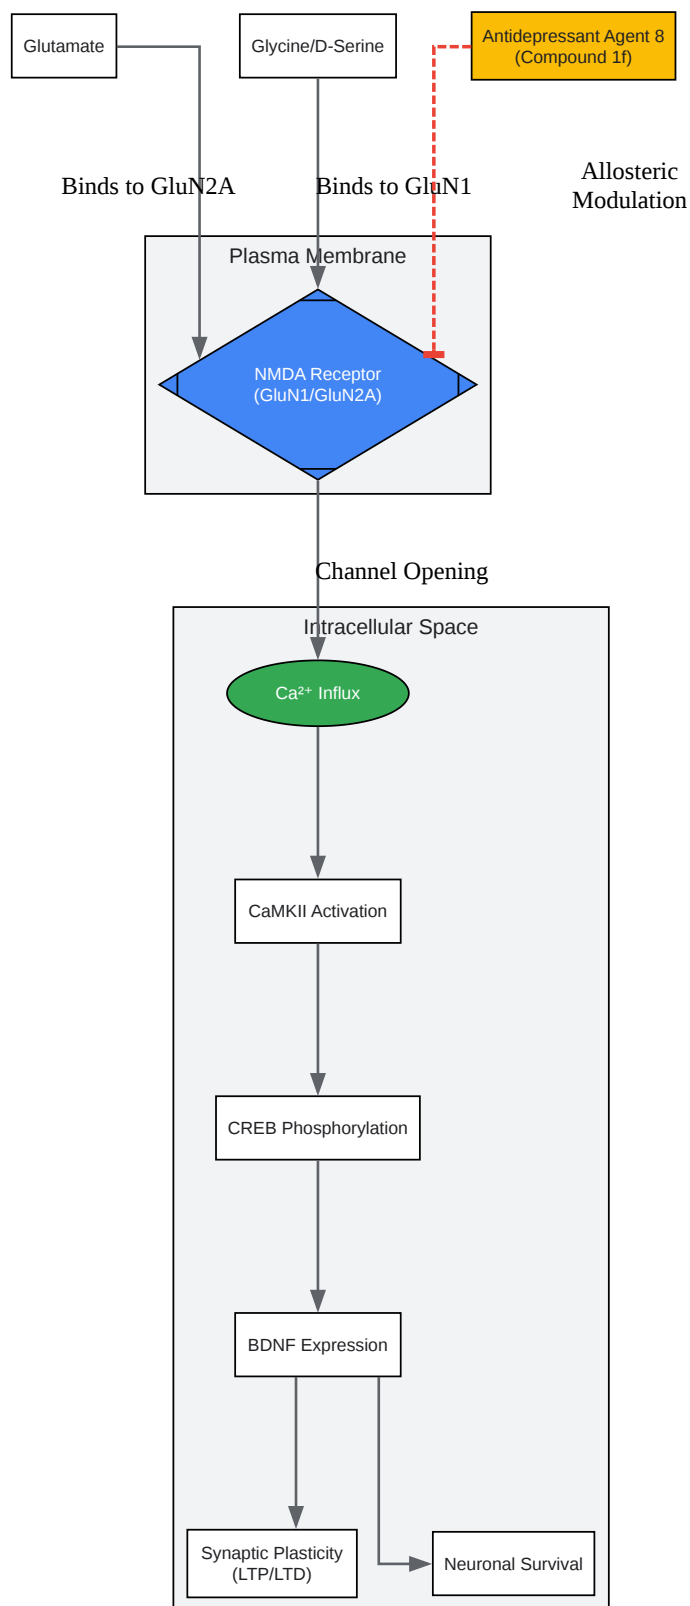 Glutamate
Glycine/D-Serine
Antidepressant Agent 8
(Compound 1f)
Binds to GluN2A
Binds to GluN1
Allosteric
Modulation
Plasma Membrane
NMDA Receptor
(GluN1/GluN2A)
Channel Opening
Intracellular Space
Ca²⁺ Influx
CaMKII Activation
CREB Phosphorylation
BDNF Expression
Synaptic Plasticity
(LTP/LTD)
Neuronal Survival